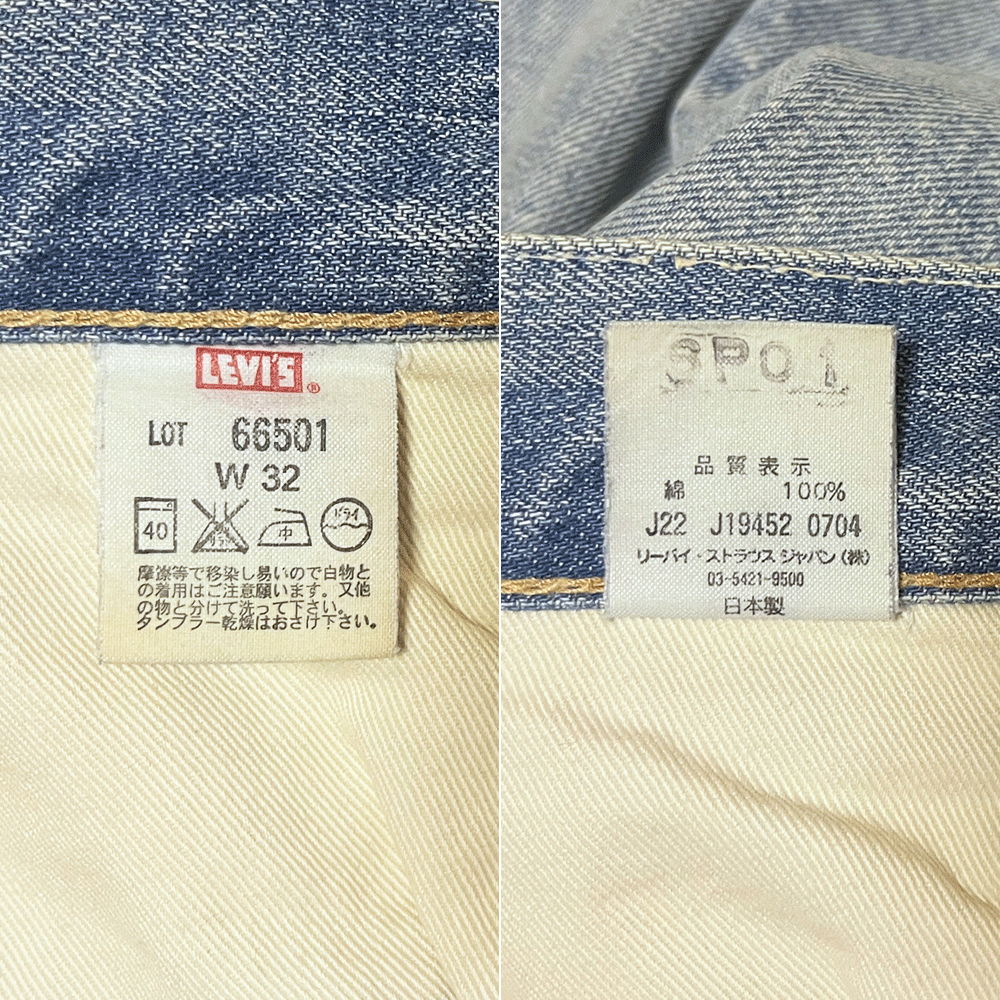 LEVI'S®
LOT 66501
W 32
40 中 ドライ
摩擦等で移染し易いので白物と
の着用はご注意願います。又他
の物と分けて洗って下さい。
タンブラー乾燥はおさけ下さい。
SP01
品質表示
綿 100%
J22 J19452 0704
リーバイ・ストラウス ジャパン(株)
03-5421-9500
日本製